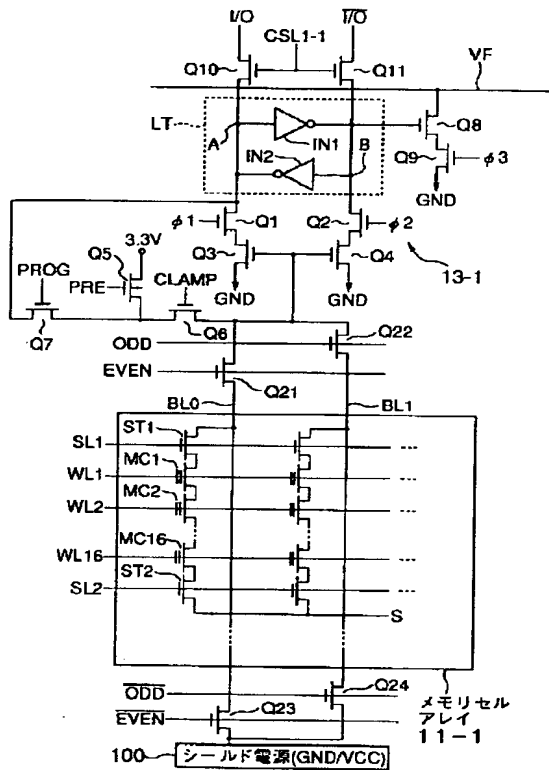 I/O I/O
CSL1-1
Q10 Q11
VF
LT
A IN1 Q8
IN2 B Q9 φ3
GND
φ1 Q1 Q2 φ2
Q3 Q4
13-1
Q5 3.3V
GND GND
PROG PRE CLAMP
Q7 Q6
ODD Q22
EVEN Q21
BL0 BL1
ST1
SL1
MC1
WL1
MC2
WL2
MC16
WL16
ST2
SL2
S
ODD Q24
メモリセル
アレイ
11-1
EVEN Q23
100 シールド電源(GND/VCC)